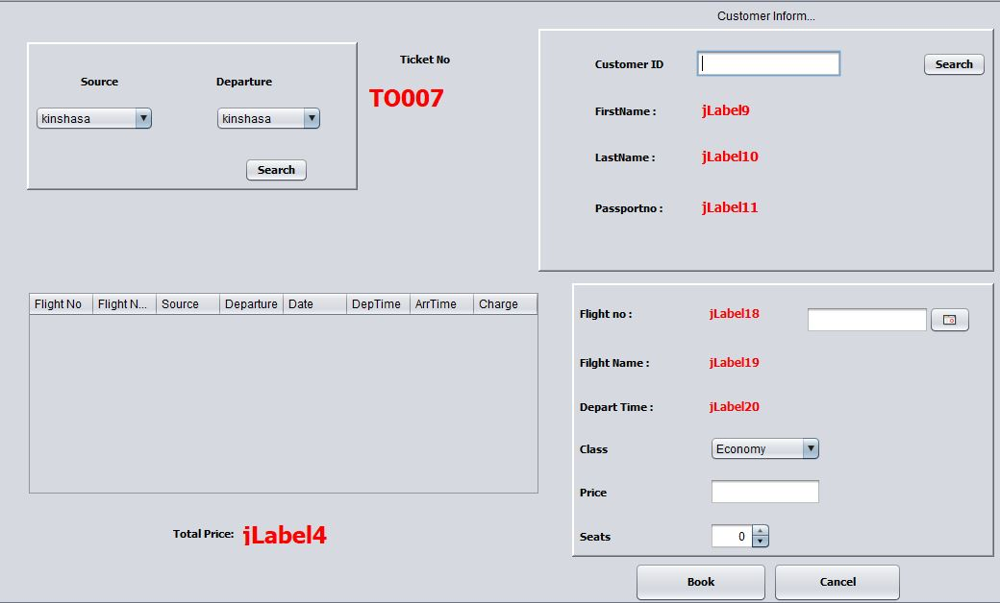 Customer Inform...
Source
Departure
kinshasa
kinshasa
Search
Ticket No
TO007
Customer ID
Search
FirstName :
jLabel9
LastName :
jLabel10
Passportno :
jLabel11
Flight No
Flight N...
Source
Departure
Date
DepTime
ArrTime
Charge
Total Price:
jLabel4
Flight no :
jLabel18
Filght Name :
jLabel19
Depart Time :
jLabel20
Class
Economy
Price
Seats
0
Book
Cancel